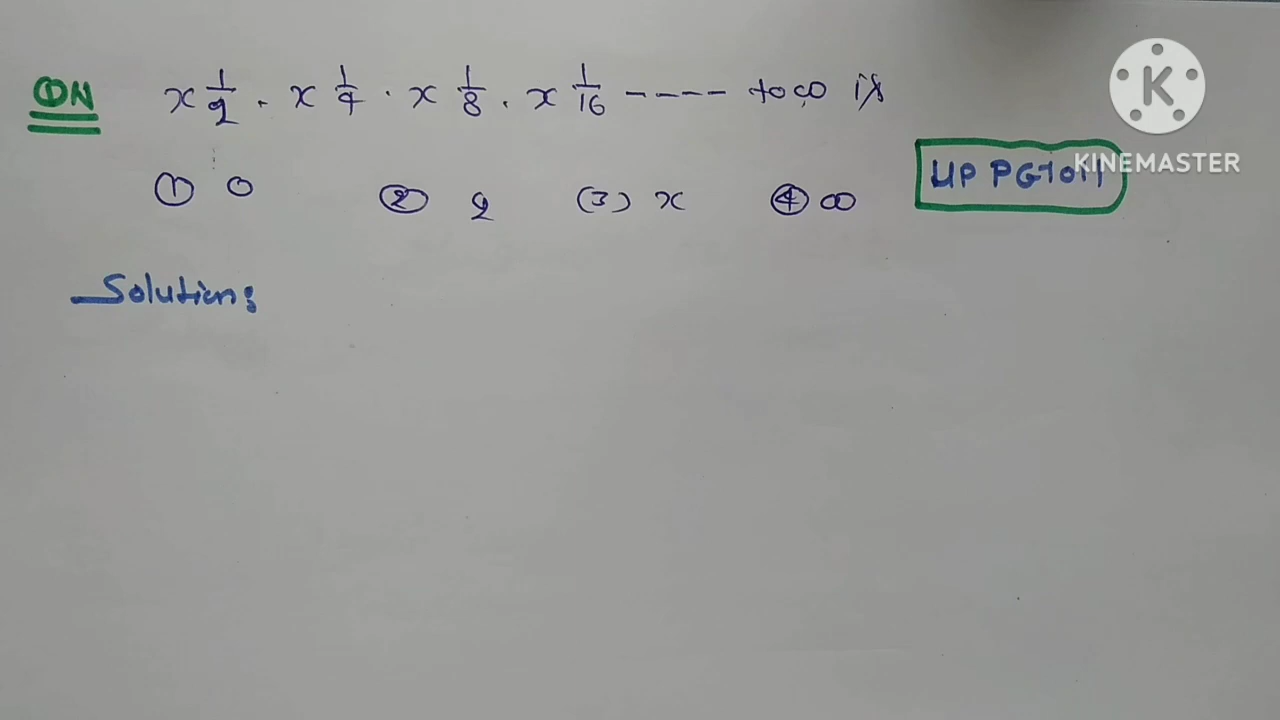 QN x 1/2 . x 1/4 . x 1/8 . x 1/16 ---- to ∞ is
K
KINEMASTER
UP PGT 011
① 0 ② 2 (3) x ④ ∞
Solution: